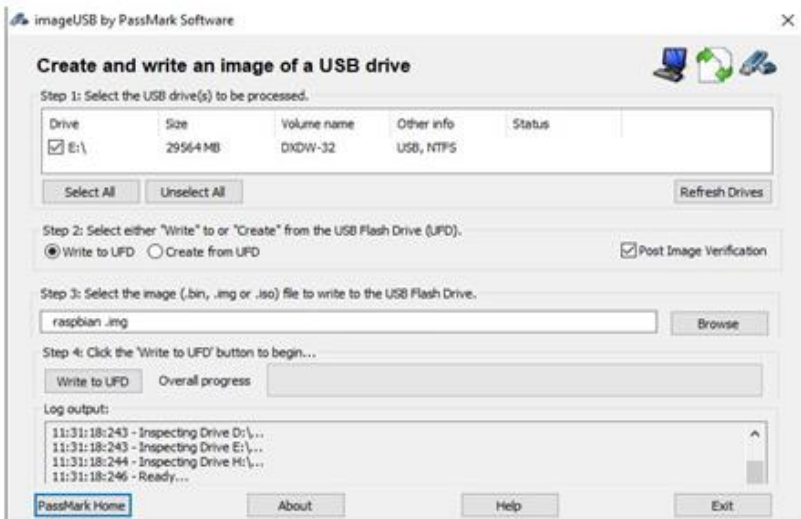 imageUSB by PassMark Software
Create and write an image of a USB drive
Step 1: Select the USB drive(s) to be processed.
Drive Size Volume name Other info Status
E:\ 29564 MB DXDW-32 USB, NTFS
Select All Unselect All Refresh Drives
Step 2: Select either "Write" to or "Create" from the USB Flash Drive (UFD).
Write to UFD Create from UFD Post Image Verification
Step 3: Select the image (.bin, .img or .iso) file to write to the USB Flash Drive.
raspbian .img Browse
Step 4: Click the 'Write to UFD' button to begin...
Write to UFD Overall progress
Log output:
11:31:18:243 - Inspecting Drive D:\...
11:31:18:243 - Inspecting Drive E:\...
11:31:18:244 - Inspecting Drive H:\...
11:31:18:246 - Ready...
PassMark Home About Help Exit